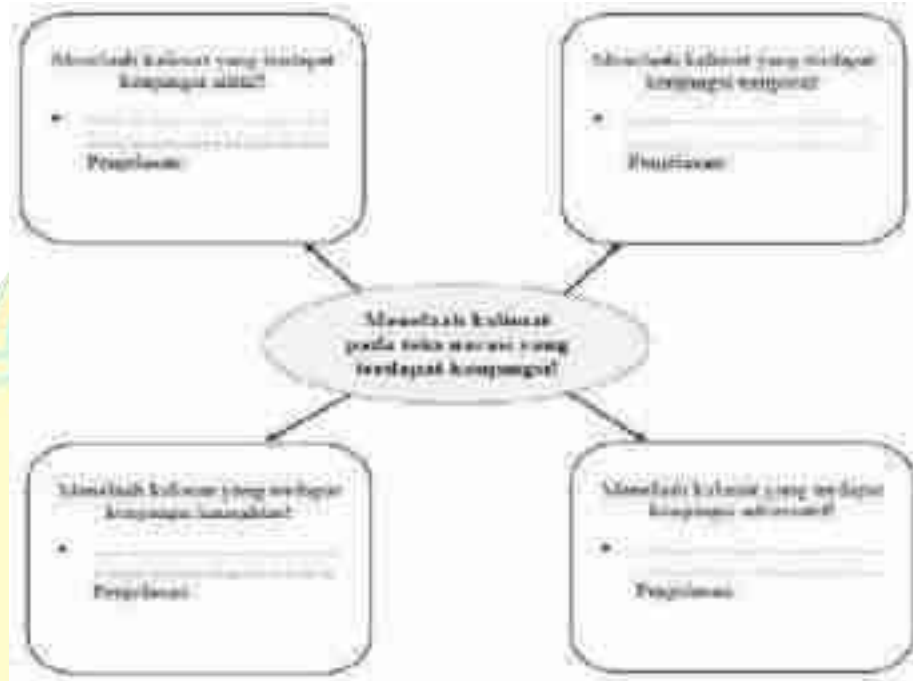 Menelaah kalimat yang terdapat
konjungsi
Penjelasan:
Menelaah kalimat yang terdapat
konjungsi temporal!
Penjelasan:
Menelaah kalimat
pada teks narasi yang
terdapat konjungsi!
Menelaah kalimat yang terdapat
konjungsi
Penjelasan:
Menelaah kalimat yang terdapat
konjungsi
Penjelasan: